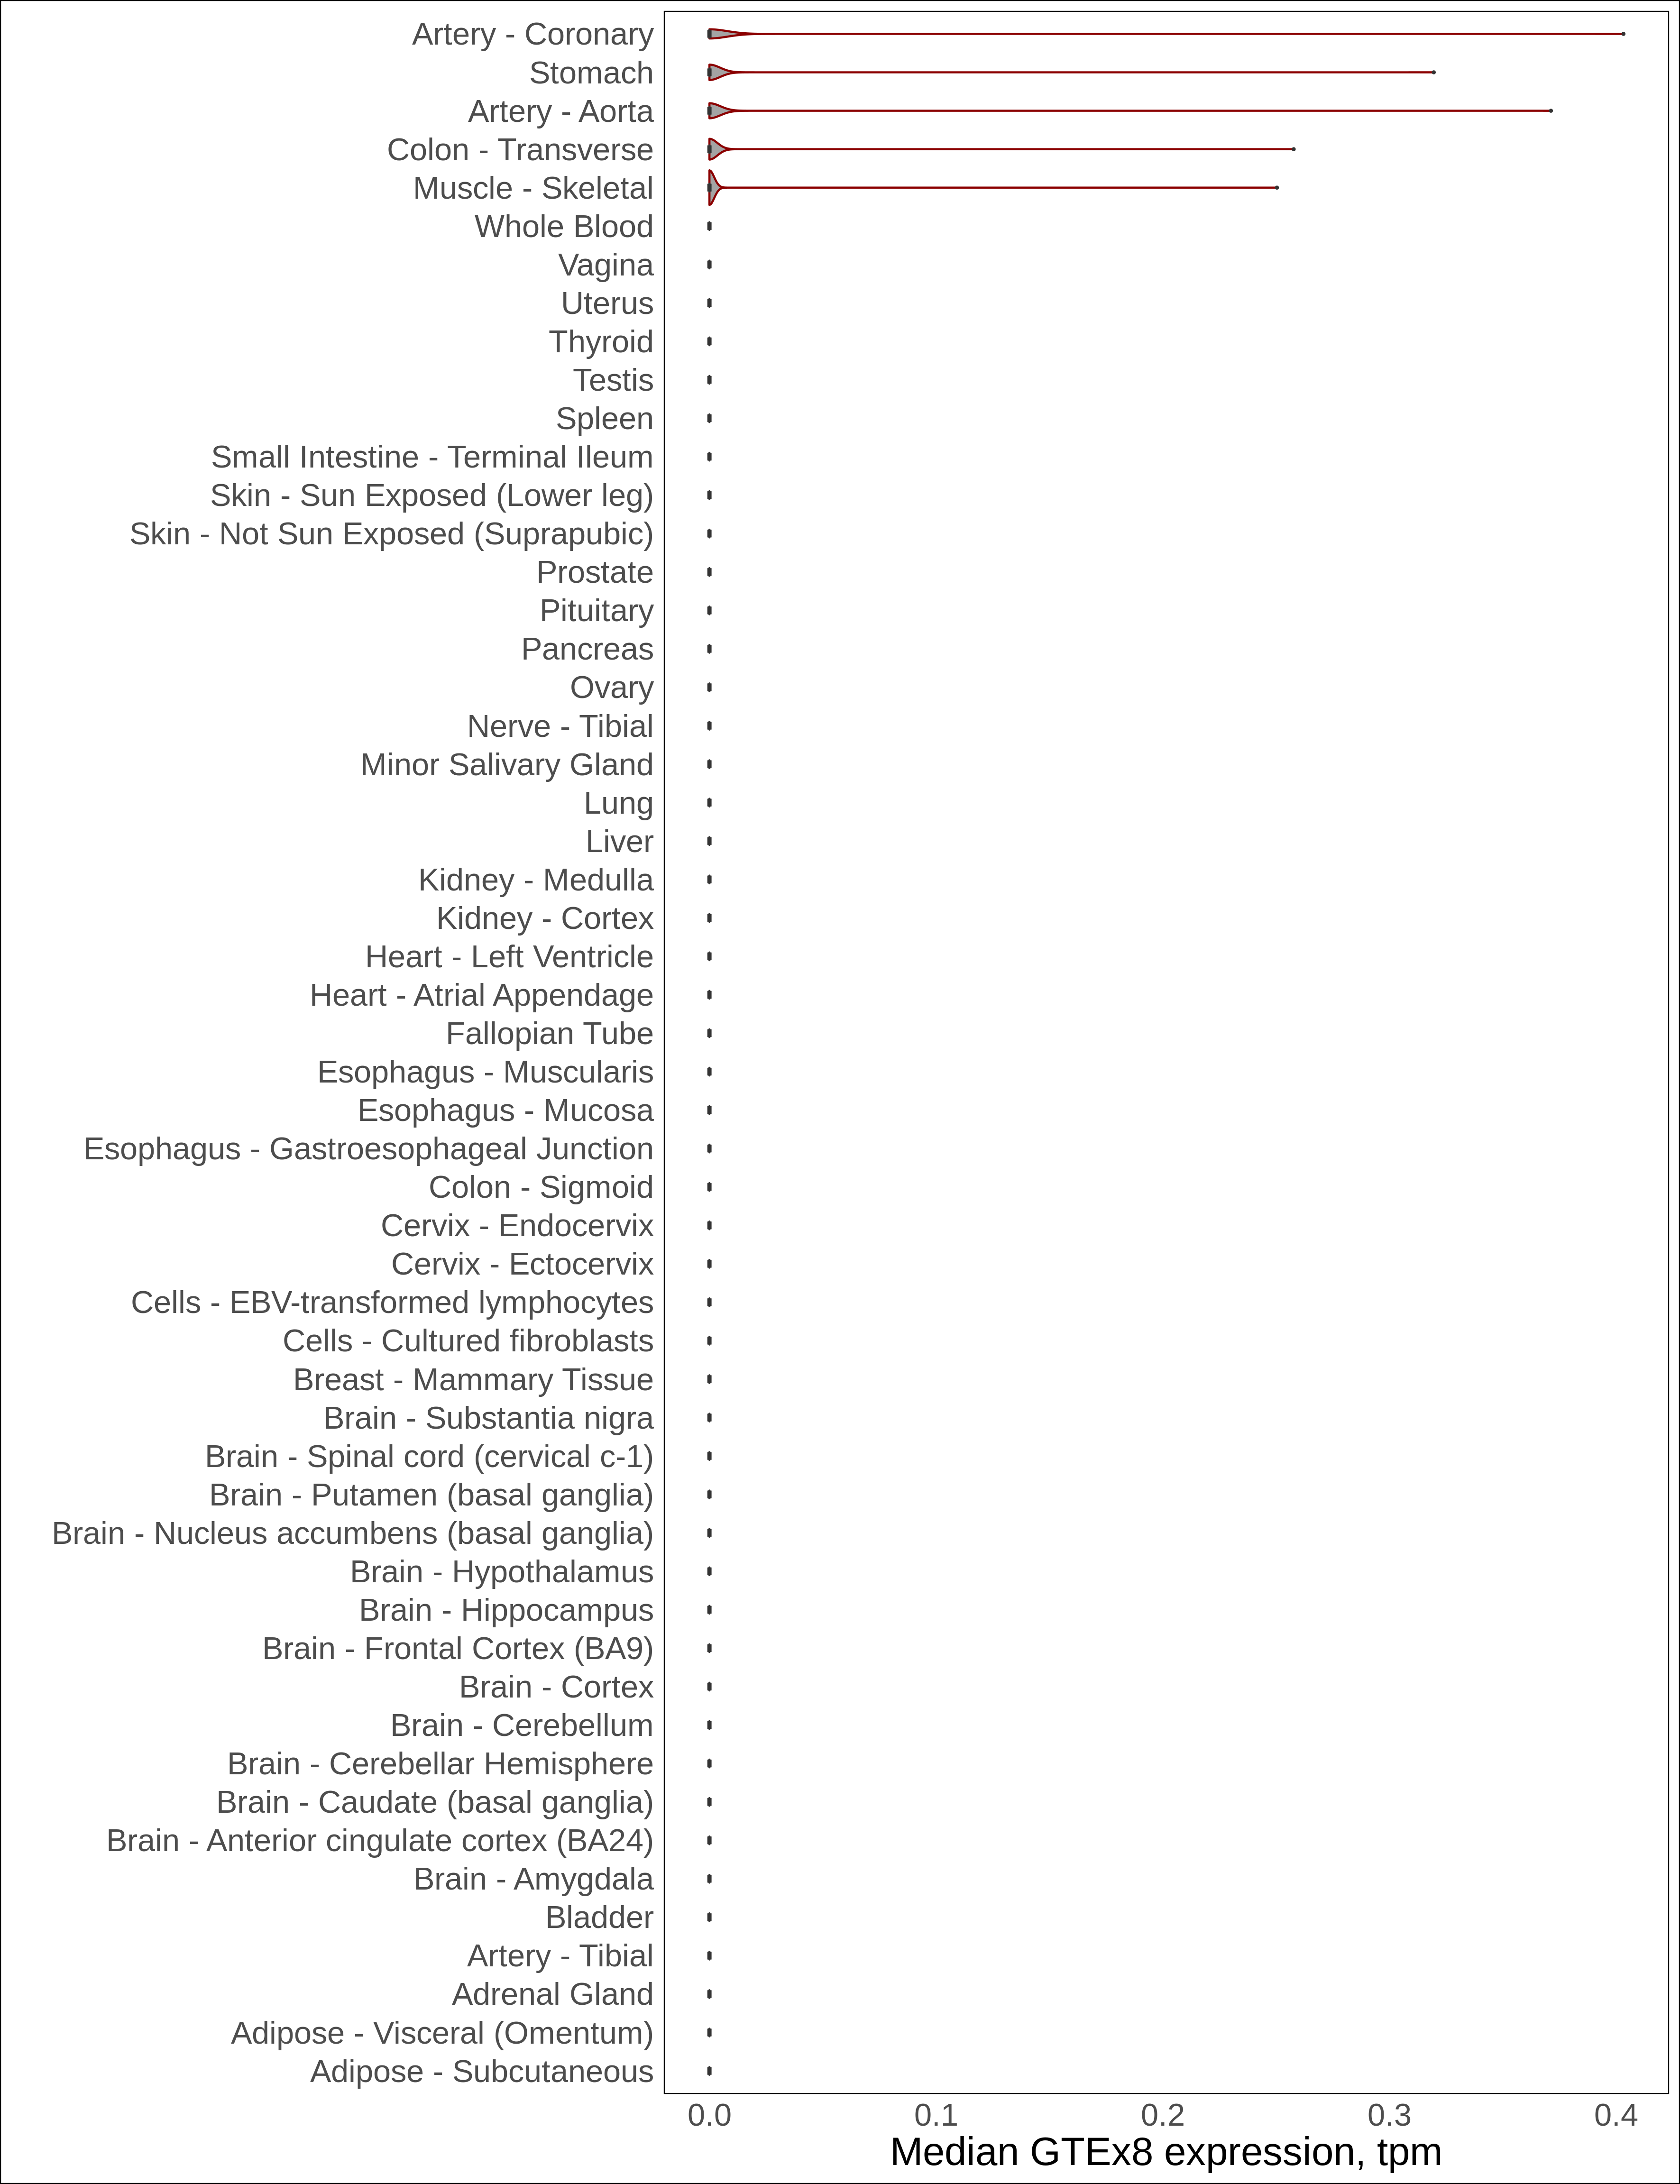 Artery - Coronary
Stomach
Artery - Aorta
Colon - Transverse
Muscle - Skeletal
Whole Blood
Vagina
Uterus
Thyroid
Testis
Spleen
Small Intestine - Terminal Ileum
Skin - Sun Exposed (Lower leg)
Skin - Not Sun Exposed (Suprapubic)
Prostate
Pituitary
Pancreas
Ovary
Nerve - Tibial
Minor Salivary Gland
Lung
Liver
Kidney - Medulla
Kidney - Cortex
Heart - Left Ventricle
Heart - Atrial Appendage
Fallopian Tube
Esophagus - Muscularis
Esophagus - Mucosa
Esophagus - Gastroesophageal Junction
Colon - Sigmoid
Cervix - Endocervix
Cervix - Ectocervix
Cells - EBV-transformed lymphocytes
Cells - Cultured fibroblasts
Breast - Mammary Tissue
Brain - Substantia nigra
Brain - Spinal cord (cervical c-1)
Brain - Putamen (basal ganglia)
Brain - Nucleus accumbens (basal ganglia)
Brain - Hypothalamus
Brain - Hippocampus
Brain - Frontal Cortex (BA9)
Brain - Cortex
Brain - Cerebellum
Brain - Cerebellar Hemisphere
Brain - Caudate (basal ganglia)
Brain - Anterior cingulate cortex (BA24)
Brain - Amygdala
Bladder
Artery - Tibial
Adrenal Gland
Adipose - Visceral (Omentum)
Adipose - Subcutaneous
0.0 0.1 0.2 0.3 0.4
Median GTEx8 expression, tpm